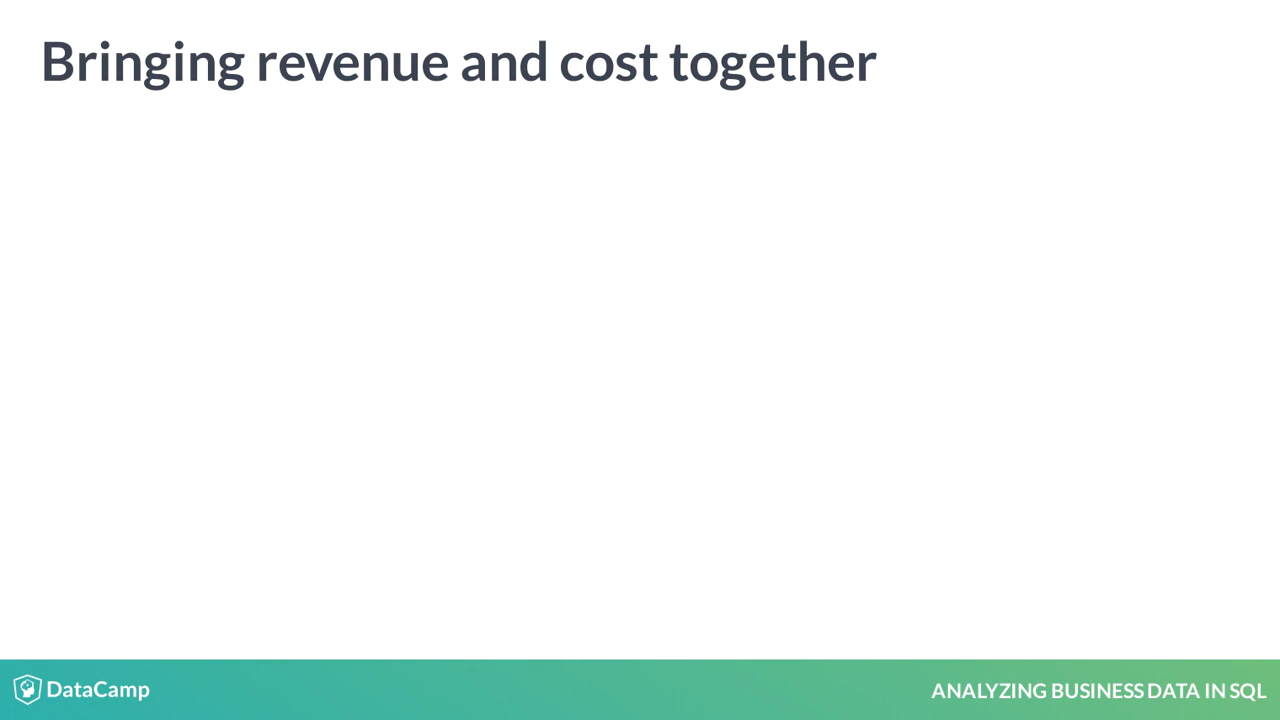 Bringing revenue and cost together
DataCamp
ANALYZING BUSINESS DATA IN SQL